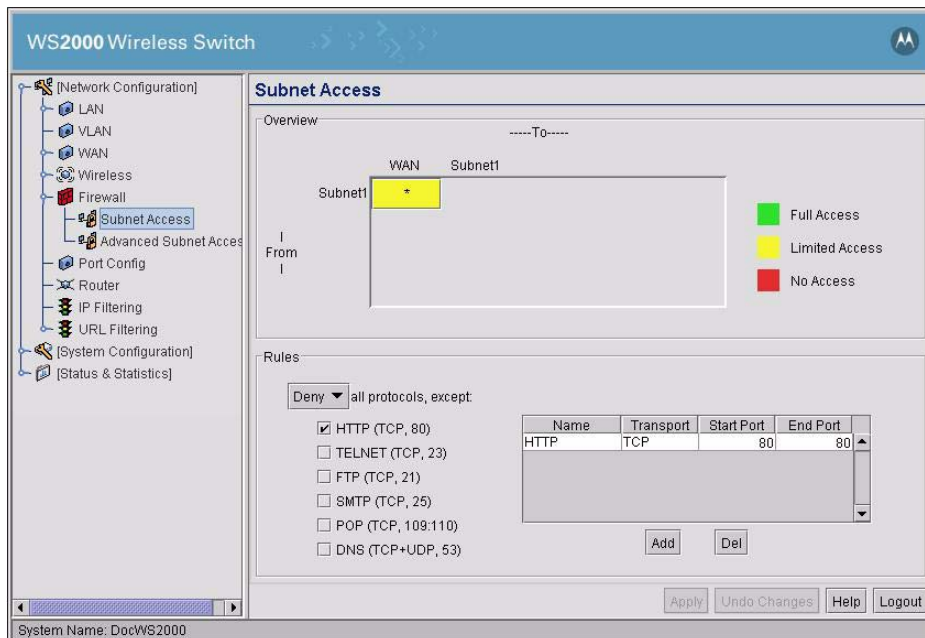 WS2000 Wireless Switch
[Network Configuration]
LAN
VLAN
WAN
Wireless
Firewall
Subnet Access
Advanced Subnet Acces
Port Config
Router
IP Filtering
URL Filtering
[System Configuration]
[Status & Statistics]
Subnet Access
Overview
-----To-----
WAN Subnet1
Subnet1 *
I
From
I
Full Access
Limited Access
No Access
Rules
Deny all protocols, except:
HTTP (TCP, 80)
TELNET (TCP, 23)
FTP (TCP, 21)
SMTP (TCP, 25)
POP (TCP, 109:110)
DNS (TCP+UDP, 53)
Name Transport Start Port End Port
HTTP TCP 80 80
Add Del
Apply Undo Changes Help Logout
System Name: DocWS2000